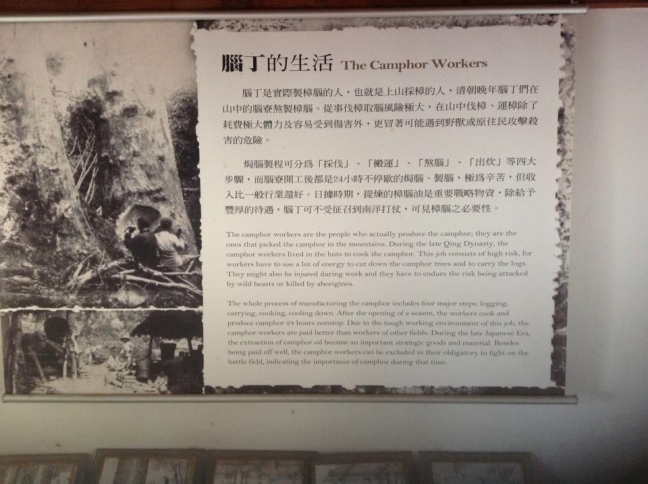 腦丁的生活 The Camphor Workers
腦丁是實際製樟腦的人，也就是上山採樟的人，清朝晚年腦丁們在
山中的腦寮熬製樟腦。從事伐樟取腦風險極大，在山中伐樟、運樟除了
耗費極大體力及容易受到傷害外，更冒著可能遇到野獸或原住民攻擊殺
害的危險。
焗腦製程可分為「採伐」、「搬運」、「熬腦」、「出炊」等四大
步驟，而腦寮開工後都是24小時不停歇的焗腦、製腦，極為辛苦，但收
入比一般行業還好。日據時期，提煉的樟腦油是重要戰略物資，除給予
豐厚的待遇，腦丁可不受征召到南洋打仗，可見樟腦之必要性。
The camphor workers are the people who actually produce the camphor; they are the
ones that picked the camphor in the mountains. During the late Qing Dynasty, the
camphor workers lived in the huts to cook the camphor. This job consists of high risk, for
workers have to use a lot of energy to cut down the camphor trees and to carry the logs.
They might also be injured during work and they have to endure the risk being attacked
by wild beasts or killed by aborigines.
The whole process of manufacturing the camphor includes four major steps: logging,
carrying, cooking, cooling down. After the opening of a season, the workers cook and
produce camphor 24 hours nonstop. Due to the tough working environment of this job, the
camphor workers are paid better than workers of other fields. During the late Japanese Era,
the extraction of camphor oil became an important strategic goods and material. Besides
being paid off well, the camphor workers can be excluded in their obligatory to fight on the
battle field, indicating the importance of camphor during that time.